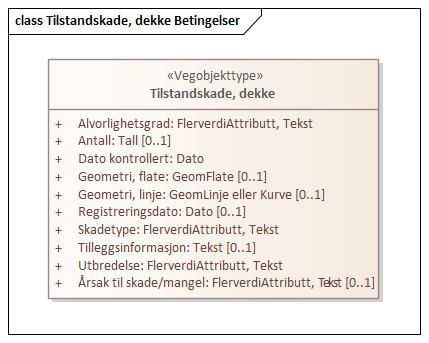 class Tilstandskade, dekke Betingelser
«Vegobjekttype»
Tilstandskade, dekke
+ Alvorlighetsgrad: FlerverdiAttributt, Tekst
+ Antall: Tall [0..1]
+ Dato kontrollert: Dato
+ Geometri, flate: GeomFlate [0..1]
+ Geometri, linje: GeomLinje eller Kurve [0..1]
+ Registreringsdato: Dato [0..1]
+ Skadetype: FlerverdiAttributt, Tekst
+ Tilleggsinformasjon: Tekst [0..1]
+ Utbredelse: FlerverdiAttributt, Tekst
+ Årsak til skade/mangel: FlerverdiAttributt, Tekst [0..1]